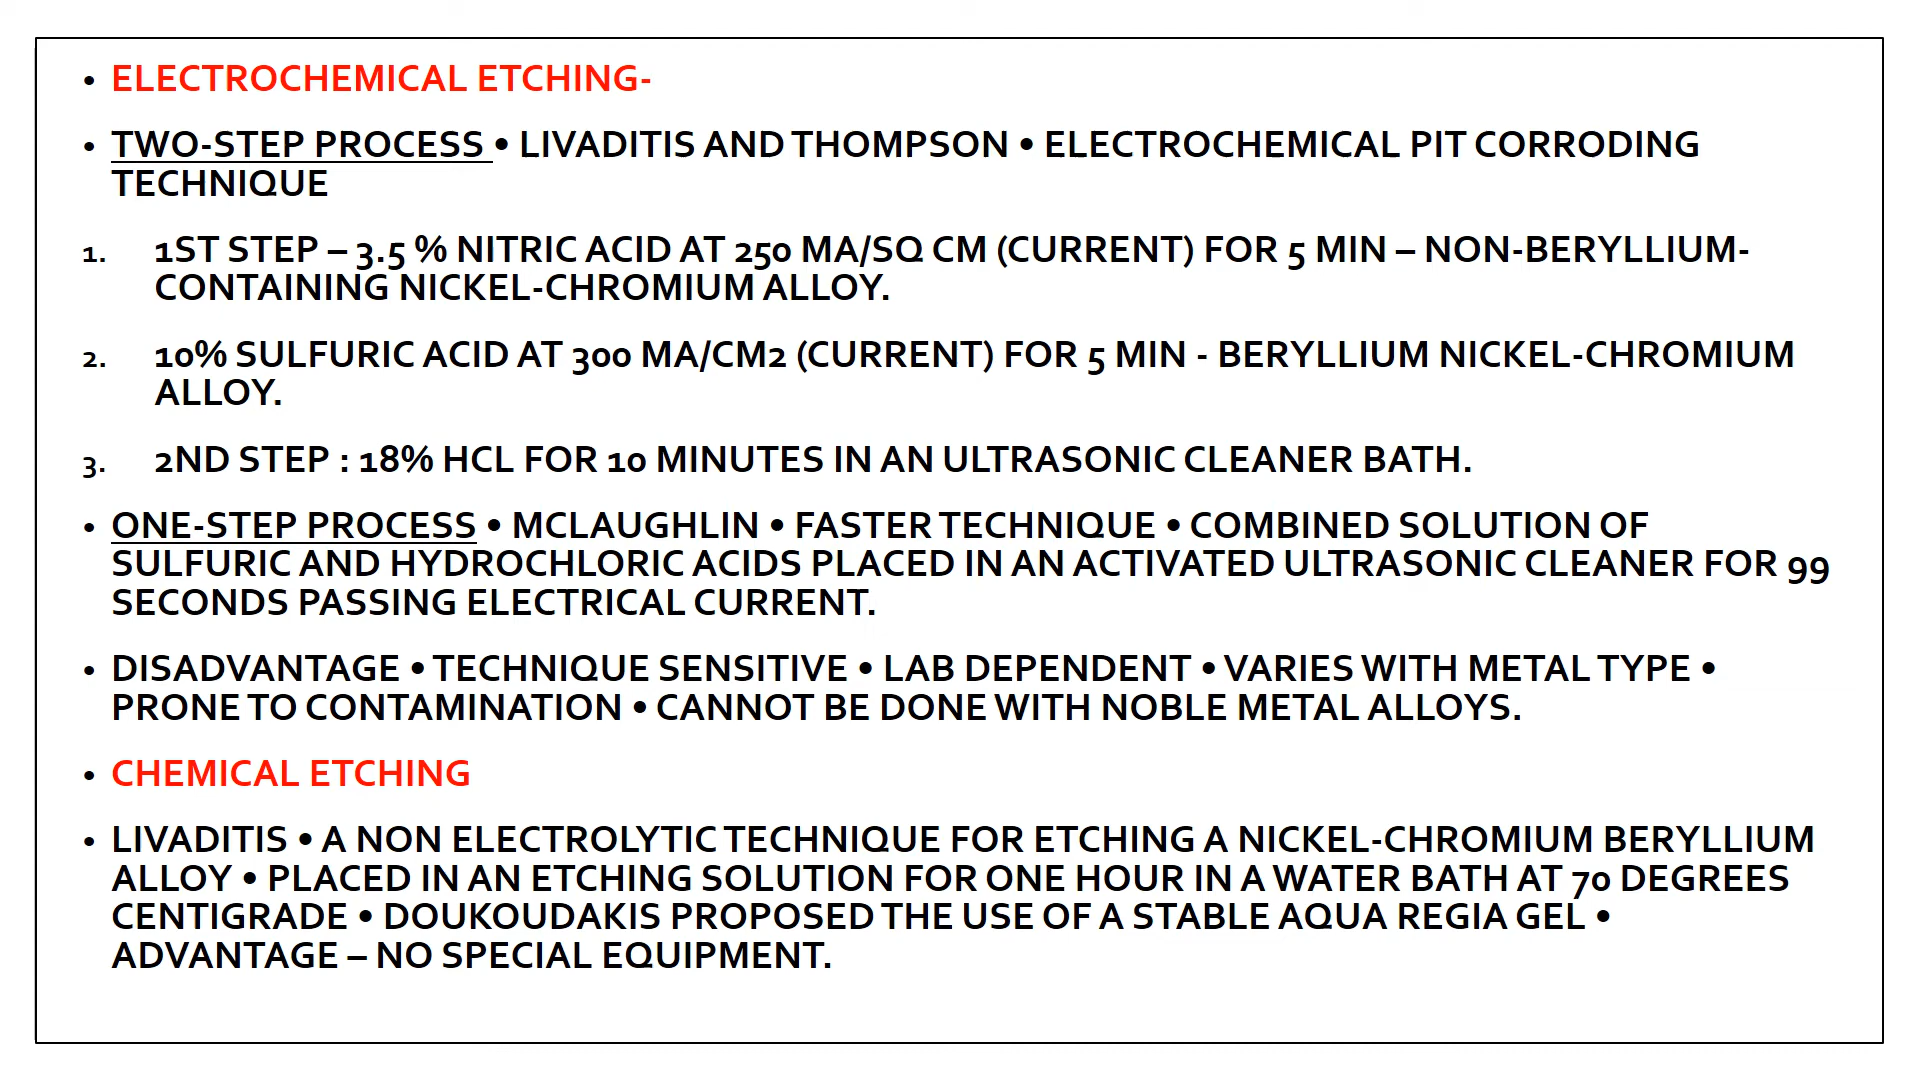 • ELECTROCHEMICAL ETCHING-
• TWO-STEP PROCESS • LIVADITIS AND THOMPSON • ELECTROCHEMICAL PIT CORRODING
TECHNIQUE
1. 1ST STEP – 3.5 % NITRIC ACID AT 250 MA/SQ CM (CURRENT) FOR 5 MIN – NON-BERYLLIUM-
CONTAINING NICKEL-CHROMIUM ALLOY.
2. 10% SULFURIC ACID AT 300 MA/CM2 (CURRENT) FOR 5 MIN - BERYLLIUM NICKEL-CHROMIUM
ALLOY.
3. 2ND STEP : 18% HCL FOR 10 MINUTES IN AN ULTRASONIC CLEANER BATH.
• ONE-STEP PROCESS • MCLAUGHLIN • FASTER TECHNIQUE • COMBINED SOLUTION OF
SULFURIC AND HYDROCHLORIC ACIDS PLACED IN AN ACTIVATED ULTRASONIC CLEANER FOR 99
SECONDS PASSING ELECTRICAL CURRENT.
• DISADVANTAGE • TECHNIQUE SENSITIVE • LAB DEPENDENT • VARIES WITH METAL TYPE •
PRONE TO CONTAMINATION • CANNOT BE DONE WITH NOBLE METAL ALLOYS.
• CHEMICAL ETCHING
• LIVADITIS • A NON ELECTROLYTIC TECHNIQUE FOR ETCHING A NICKEL-CHROMIUM BERYLLIUM
ALLOY • PLACED IN AN ETCHING SOLUTION FOR ONE HOUR IN A WATER BATH AT 70 DEGREES
CENTIGRADE • DOUKOUDAKIS PROPOSED THE USE OF A STABLE AQUA REGIA GEL •
ADVANTAGE – NO SPECIAL EQUIPMENT.